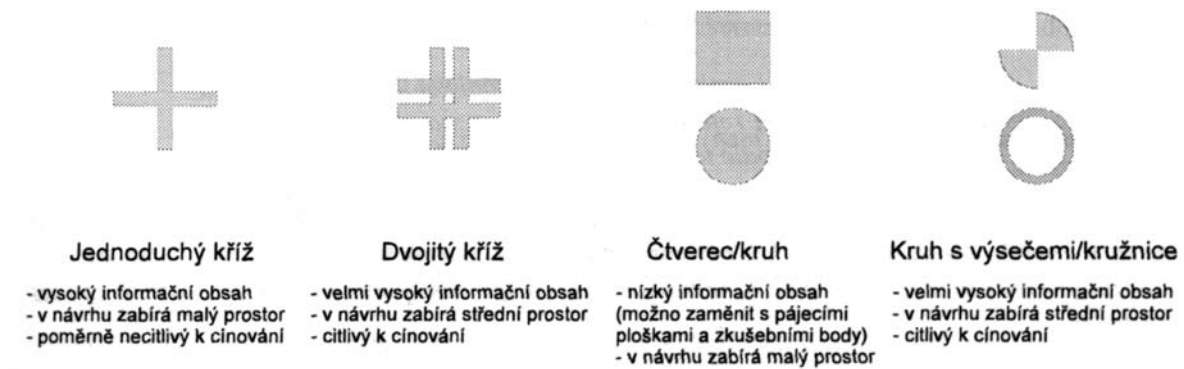 Jednoduchý kříž
- vysoký informační obsah
- v návrhu zabírá malý prostor
- poměrně necitlivý k cínování
Dvojitý kříž
- velmi vysoký informační obsah
- v návrhu zabírá střední prostor
- citlivý k cínování
Čtverec/kruh
- nízký informační obsah
(možno zaměnit s pájecími
ploškami a zkušebními body)
- v návrhu zabírá malý prostor
Kruh s výsečemi/kružnice
- velmi vysoký informační obsah
- v návrhu zabírá střední prostor
- citlivý k cínování